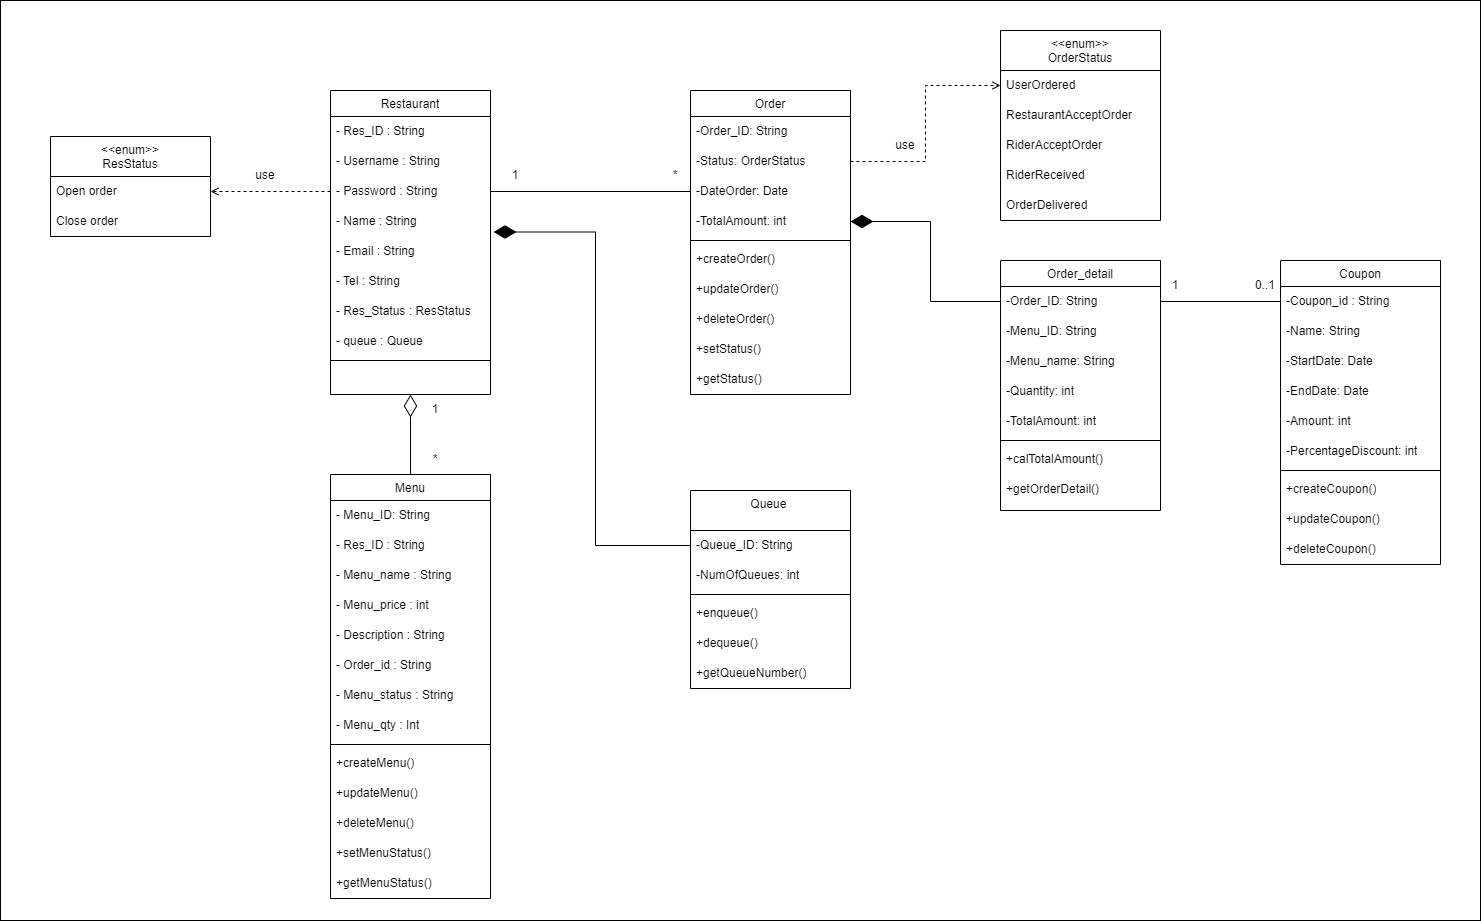 <<enum>>
ResStatus
Open order
Close order
use
Restaurant
- Res_ID : String
- Username : String
- Password : String
- Name : String
- Email : String
- Tel : String
- Res_Status : ResStatus
- queue : Queue
1
*
1
*
Menu
- Menu_ID: String
- Res_ID : String
- Menu_name : String
- Menu_price : int
- Description : String
- Order_id : String
- Menu_status : String
- Menu_qty : Int
+createMenu()
+updateMenu()
+deleteMenu()
+setMenuStatus()
+getMenuStatus()
Order
-Order_ID: String
-Status: OrderStatus
-DateOrder: Date
-TotalAmount: int
+createOrder()
+updateOrder()
+deleteOrder()
+setStatus()
+getStatus()
use
Queue
-Queue_ID: String
-NumOfQueues: int
+enqueue()
+dequeue()
+getQueueNumber()
<<enum>>
OrderStatus
UserOrdered
RestaurantAcceptOrder
RiderAcceptOrder
RiderReceived
OrderDelivered
Order_detail
-Order_ID: String
-Menu_ID: String
-Menu_name: String
-Quantity: int
-TotalAmount: int
+calTotalAmount()
+getOrderDetail()
1
0..1
Coupon
-Coupon_id : String
-Name: String
-StartDate: Date
-EndDate: Date
-Amount: int
-PercentageDiscount: int
+createCoupon()
+updateCoupon()
+deleteCoupon()